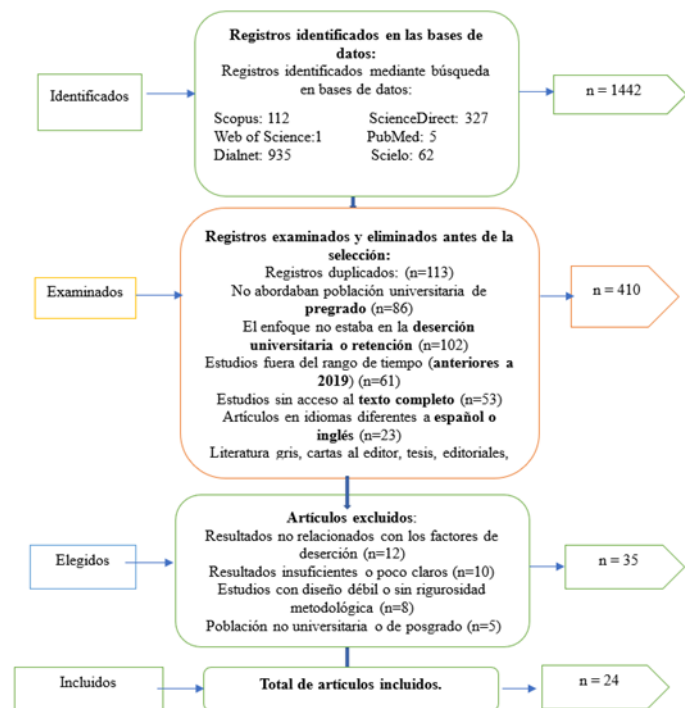 Registros identificados en las bases de
datos:
Registros identificados mediante búsqueda
en bases de datos:
Identificados
n = 1442
Scopus: 112 ScienceDirect: 327
Web of Science:1 PubMed: 5
Dialnet: 935 Scielo: 62
Registros examinados y eliminados antes de la
selección:
Registros duplicados: (n=113)
No abordaban población universitaria de
pregrado (n=86)
Examinados
n = 410
El enfoque no estaba en la deserción
universitaria o retención (n=102)
Estudios fuera del rango de tiempo (anteriores a
2019) (n=61)
Estudios sin acceso al texto completo (n=53)
Artículos en idiomas diferentes a español o
inglés (n=23)
Literatura gris, cartas al editor, tesis, editoriales,
Artículos excluidos:
Resultados no relacionados con los factores de
deserción (n=12)
Elegidos
n = 35
Resultados insuficientes o poco claros (n=10)
Estudios con diseño débil o sin rigurosidad
metodológica (n=8)
Población no universitaria o de posgrado (n=5)
Incluidos
Total de artículos incluidos.
n = 24